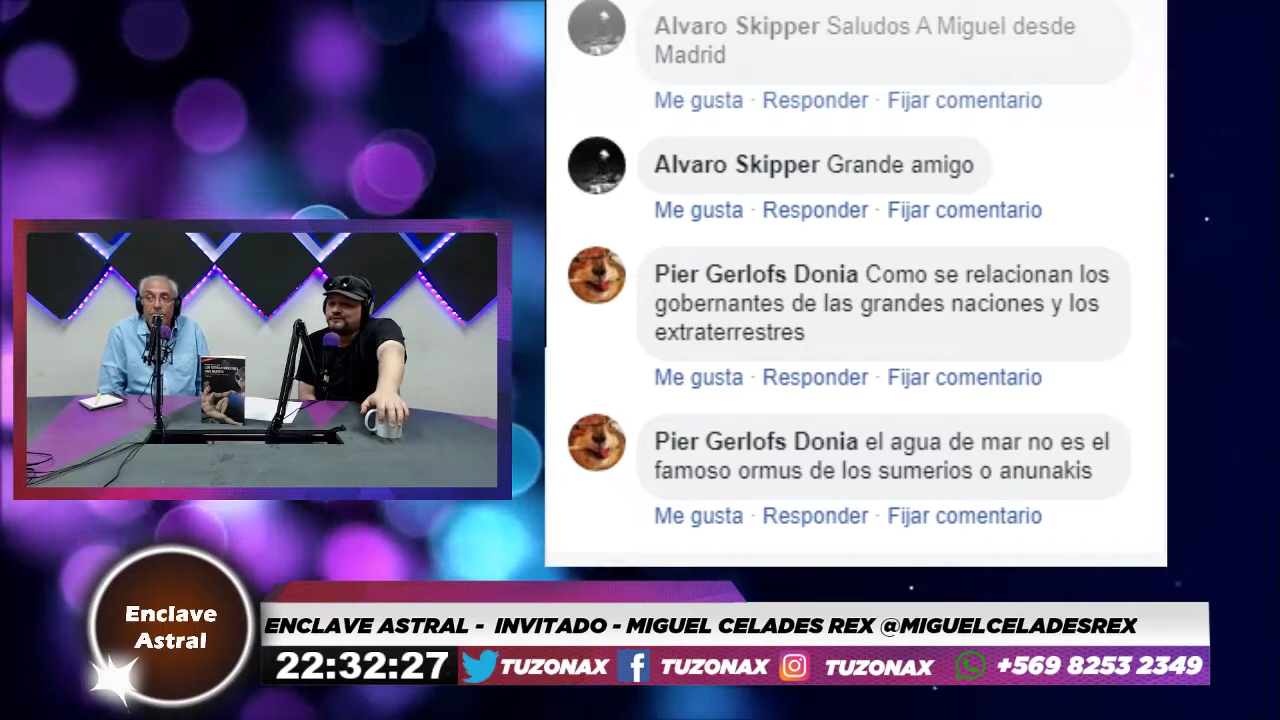 Alvaro Skipper Saludos A Miguel desde
Madrid
Me gusta · Responder · Fijar comentario
Alvaro Skipper Grande amigo
Me gusta · Responder · Fijar comentario
Pier Gerlofs Donia Como se relacionan los
gobernantes de las grandes naciones y los
extraterrestres
Me gusta · Responder · Fijar comentario
Pier Gerlofs Donia el agua de mar no es el
famoso ormus de los sumerios o anunakis
Me gusta · Responder · Fijar comentario
Enclave
Astral
ENCLAVE ASTRAL - INVITADO - MIGUEL CELADES REX @MIGUELCELADESREX
22:32:27 TUZONAX TUZONAX TUZONAX +569 8253 2349